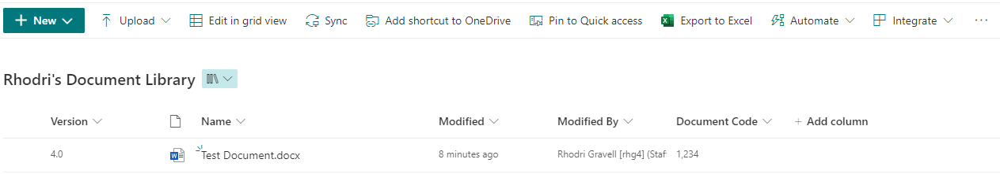 New Upload Edit in grid view Sync Add shortcut to OneDrive Pin to Quick access Export to Excel Automate Integrate ...
Rhodri's Document Library
Version Name Modified Modified By Document Code + Add column
4.0 Test Document.docx 8 minutes ago Rhodri Gravell [rhg4] (Staf 1,234